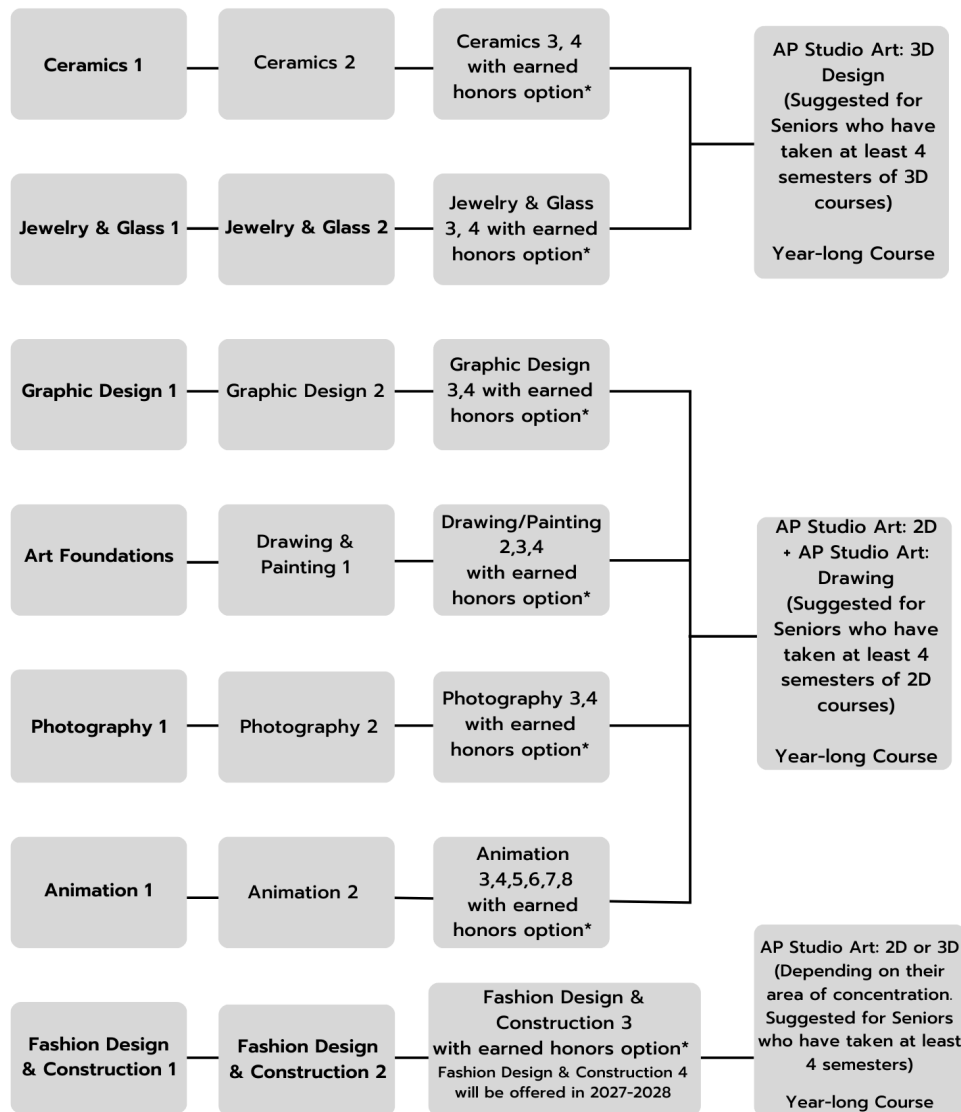 Ceramics 1
Ceramics 2
Ceramics 3, 4
with earned
honors option*
AP Studio Art: 3D
Design
(Suggested for
Seniors who have
taken at least 4
semesters of 3D
courses)
Year-long Course
Jewelry & Glass 1
Jewelry & Glass 2
Jewelry & Glass
3, 4 with earned
honors option*
Graphic Design 1
Graphic Design 2
Graphic Design
3,4 with earned
honors option*
Art Foundations
Drawing &
Painting 1
Drawing/Painting
2,3,4
with earned
honors option*
AP Studio Art: 2D
+ AP Studio Art:
Drawing
(Suggested for
Seniors who have
taken at least 4
semesters of 2D
courses)
Year-long Course
Photography 1
Photography 2
Photography 3,4
with earned
honors option*
Animation 1
Animation 2
Animation
3,4,5,6,7,8
with earned
honors option*
Fashion Design
& Construction 1
Fashion Design
& Construction 2
Fashion Design &
Construction 3
with earned honors option*
Fashion Design & Construction 4
will be offered in 2027-2028
AP Studio Art: 2D or 3D
(Depending on their
area of concentration.
Suggested for Seniors
who have taken at least
4 semesters)
Year-long Course